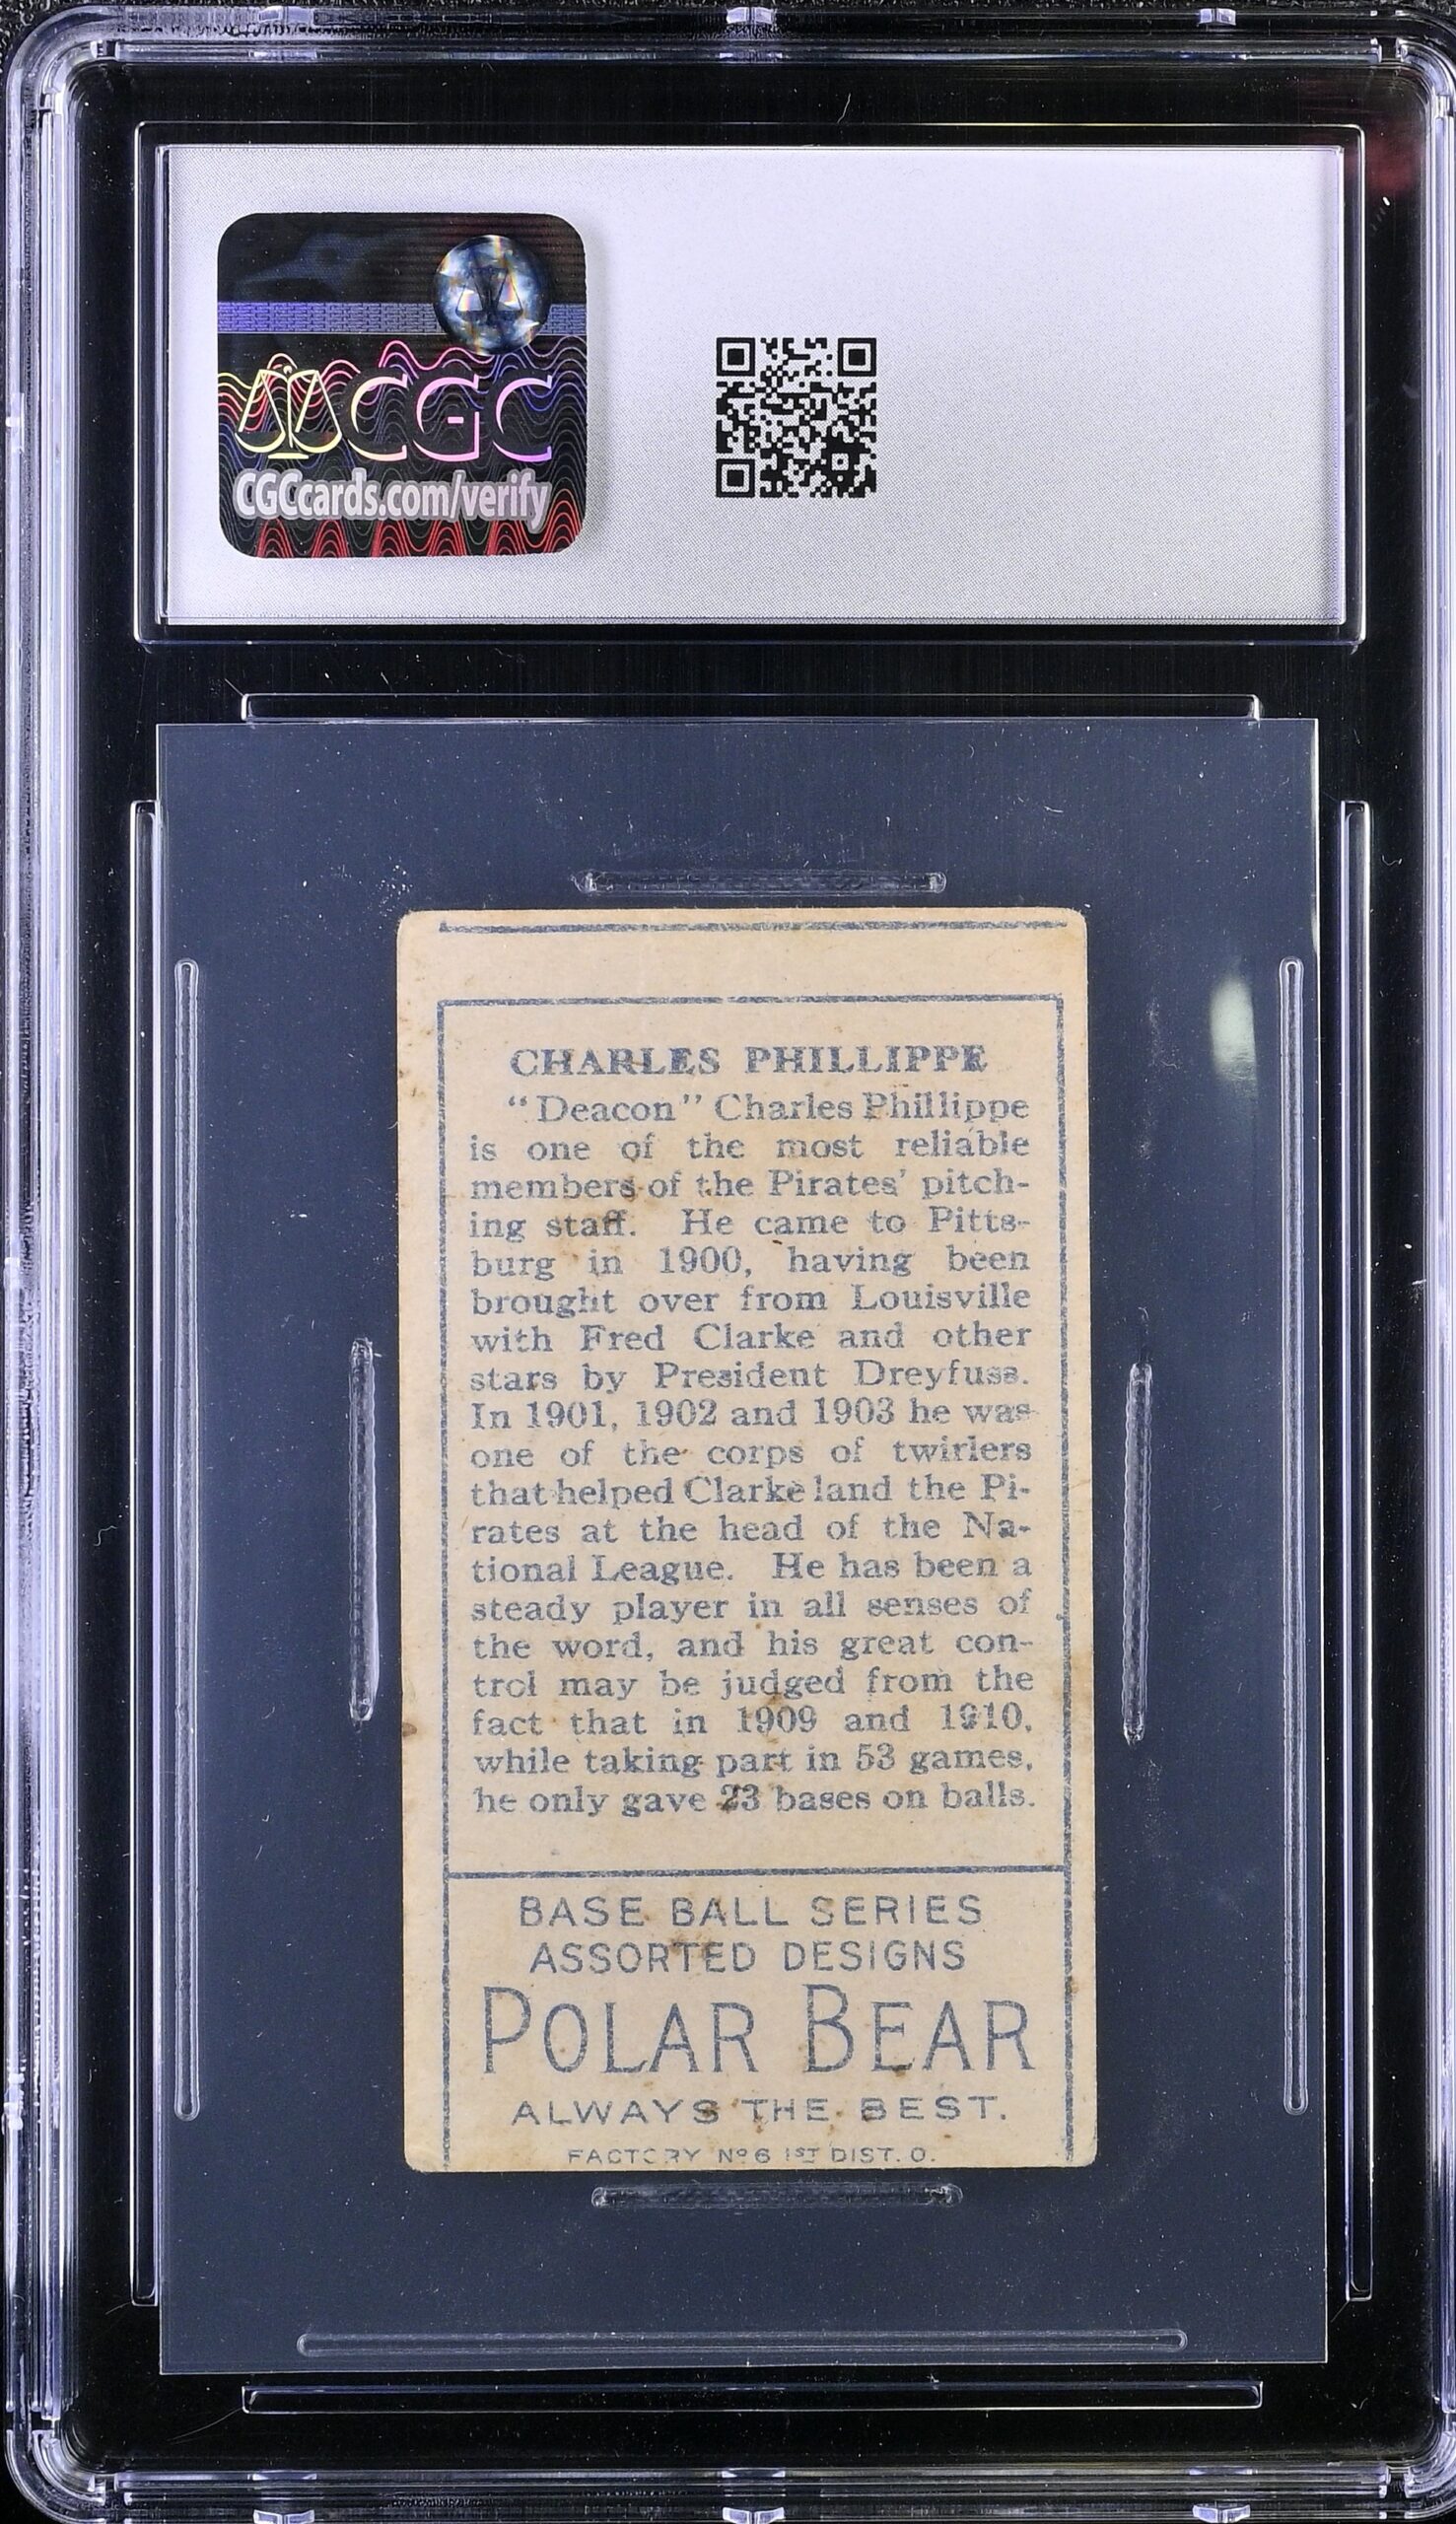 CGC
CGCcards.com/verify
CHARLES PHILLIPPE
“Deacon” Charles Phillippe
is one of the most reliable
members of the Pirates’ pitch-
ing staff. He came to Pitts-
burg in 1900, having been
brought over from Louisville
with Fred Clarke and other
stars by President Dreyfuss.
In 1901, 1902 and 1903 he was
one of the corps of twirlers
that helped Clarke land the Pi-
rates at the head of the Na-
tional League. He has been a
steady player in all senses of
the word, and his great con-
trol may be judged from the
fact that in 1909 and 1910,
while taking part in 53 games,
he only gave 23 bases on balls.
BASE BALL SERIES
ASSORTED DESIGNS
POLAR BEAR
ALWAYS THE BEST.
FACTORY Nº 6 1ST DIST. O.